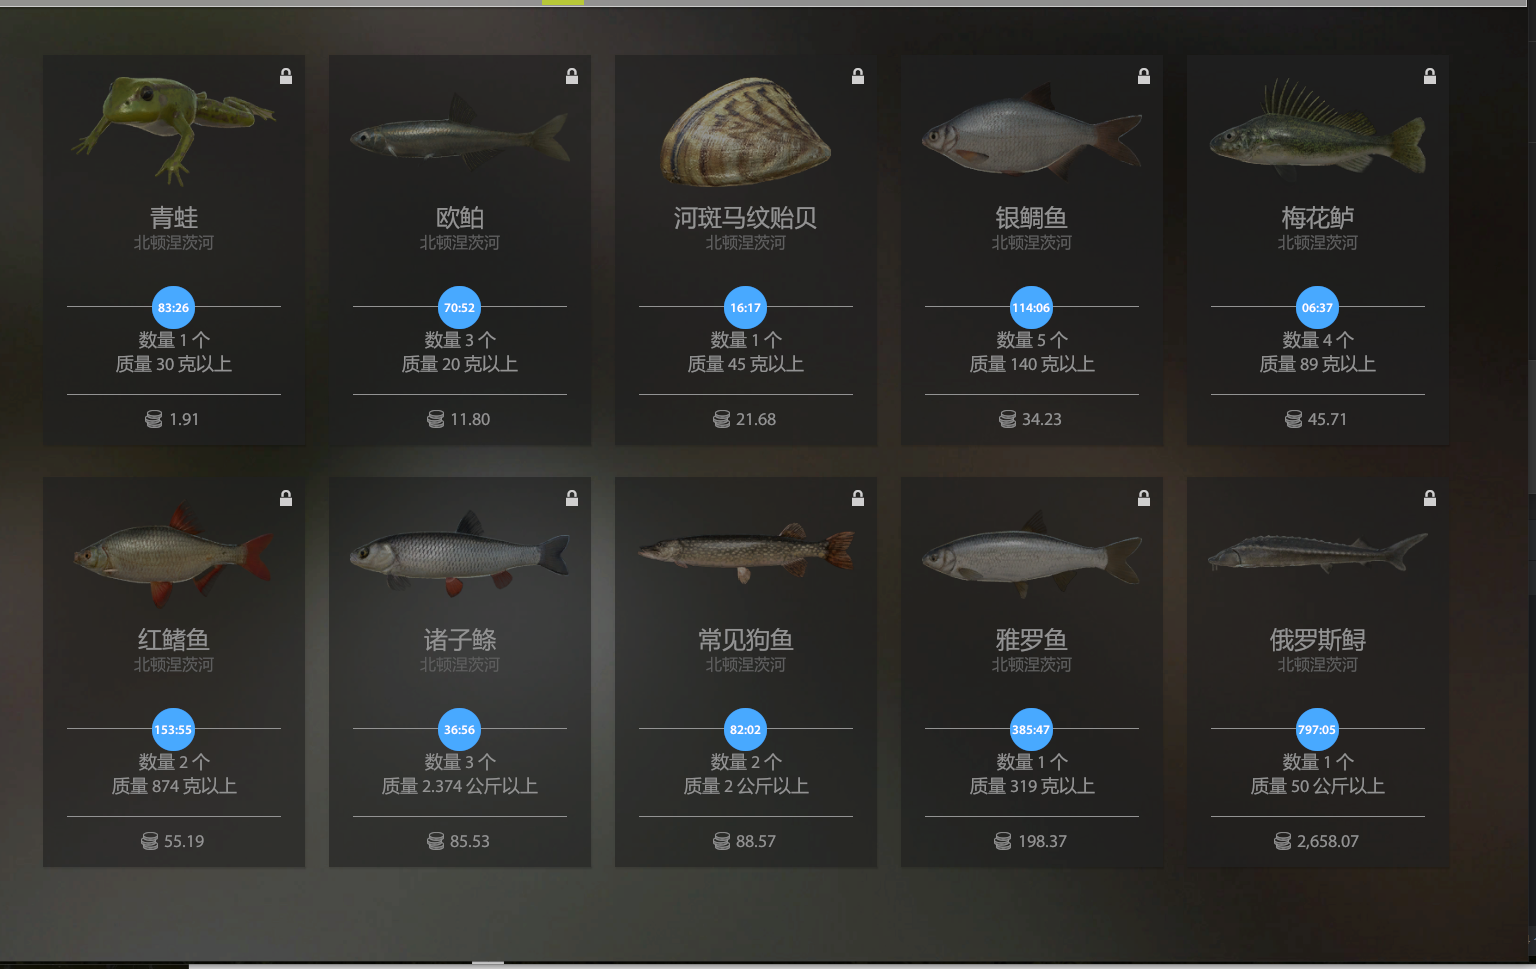 青蛙
北顿涅茨河
83:26
数量 1 个
质量 30 克以上
1.91
欧鲌
北顿涅茨河
70:52
数量 3 个
质量 20 克以上
11.80
河斑马纹贻贝
北顿涅茨河
16:17
数量 1 个
质量 45 克以上
21.68
银鲷鱼
北顿涅茨河
114:06
数量 5 个
质量 140 克以上
34.23
梅花鲈
北顿涅茨河
06:37
数量 4 个
质量 89 克以上
45.71
红鳍鱼
北顿涅茨河
153:55
数量 2 个
质量 874 克以上
55.19
诸子鲦
北顿涅茨河
36:56
数量 3 个
质量 2.374 公斤以上
85.53
常见狗鱼
北顿涅茨河
82:02
数量 2 个
质量 2 公斤以上
88.57
雅罗鱼
北顿涅茨河
385:47
数量 1 个
质量 319 克以上
198.37
俄罗斯鲟
北顿涅茨河
797:05
数量 1 个
质量 50 公斤以上
2,658.07